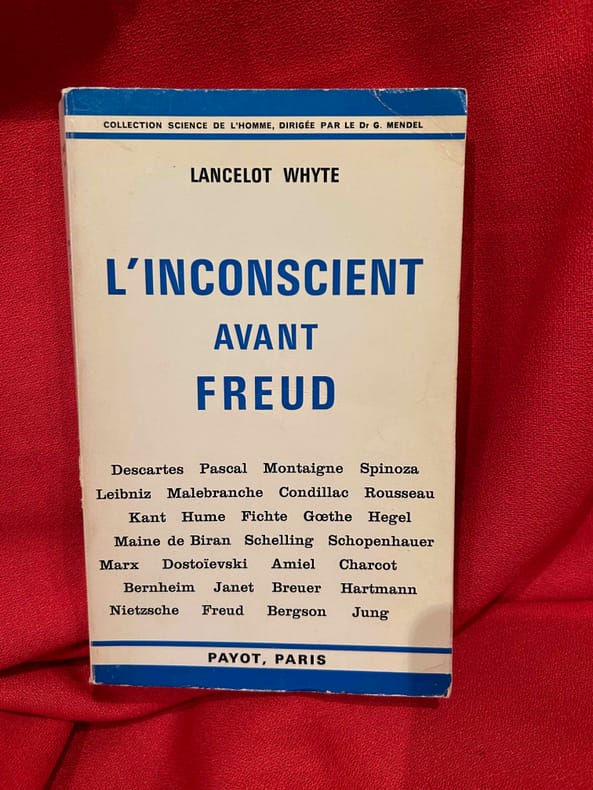 COLLECTION SCIENCE DE L'HOMME, DIRIGÉE PAR LE Dr G. MENDEL
LANCELOT WHYTE
L'INCONSCIENT
AVANT
FREUD
Descartes Pascal Montaigne Spinoza
Leibniz Malebranche Condillac Rousseau
Kant Hume Fichte Gœthe Hegel
Maine de Biran Schelling Schopenhauer
Marx Dostoïevski Amiel Charcot
Bernheim Janet Breuer Hartmann
Nietzsche Freud Bergson Jung
PAYOT, PARIS